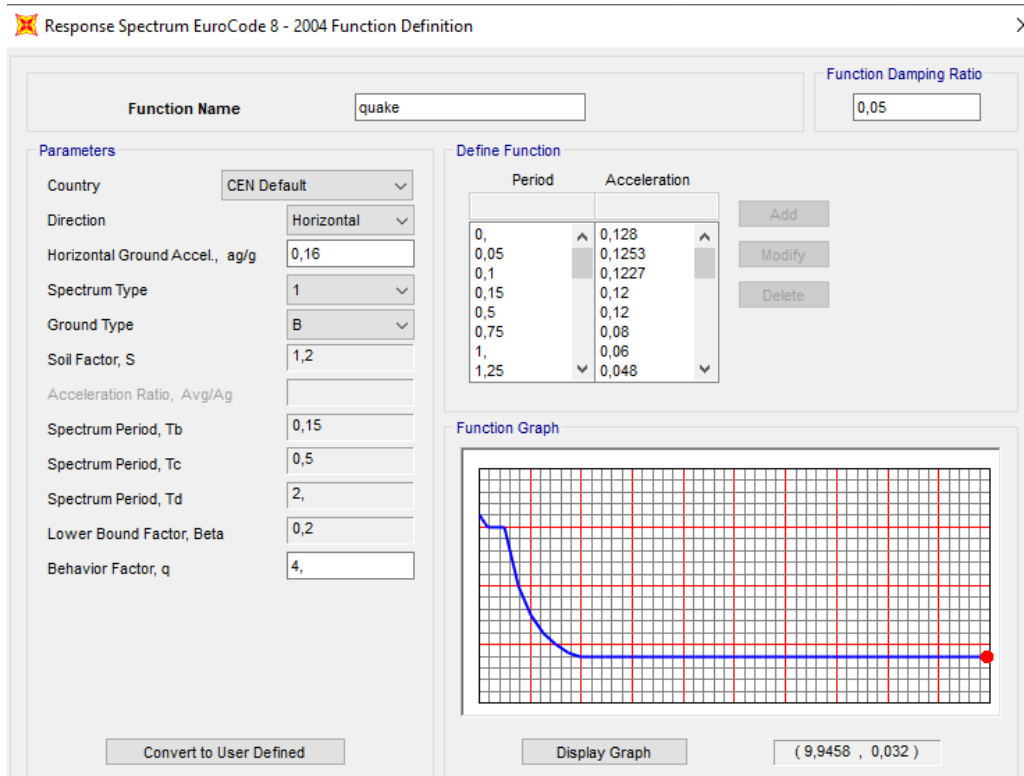 Response Spectrum EuroCode 8 - 2004 Function Definition
Function Name
quake
Function Damping Ratio
0,05
Parameters
Country
CEN Default
Direction
Horizontal
Horizontal Ground Accel., ag/g
0,16
Spectrum Type
1
Ground Type
B
Soil Factor, S
1,2
Acceleration Ratio, Avg/Ag
Spectrum Period, Tb
0,15
Spectrum Period, Tc
0,5
Spectrum Period, Td
2,
Lower Bound Factor, Beta
0,2
Behavior Factor, q
4,
Convert to User Defined
Define Function
Period Acceleration
0, 0,128
0,05 0,1253
0,1 0,1227
0,15 0,12
0,5 0,12
0,75 0,08
1, 0,06
1,25 0,048
Add
Modify
Delete
Function Graph
Display Graph
( 9,9458 , 0,032 )